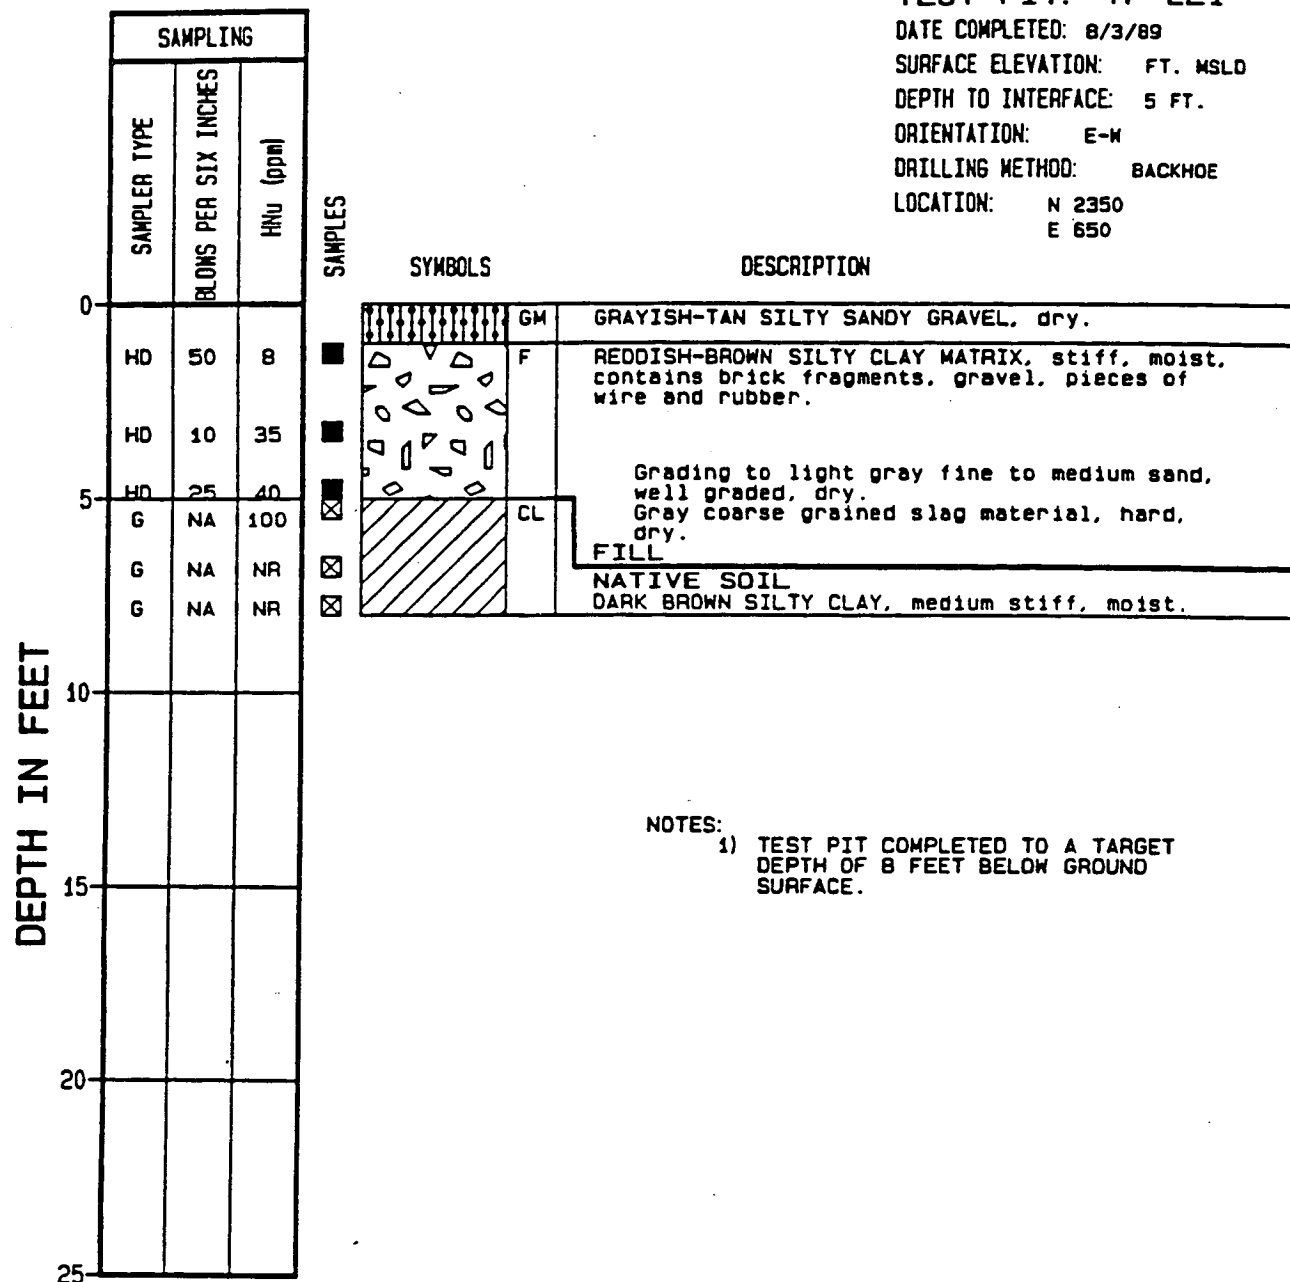 DATE COMPLETED: 8/3/89
SURFACE ELEVATION: FT. MSLD
DEPTH TO INTERFACE: 5 FT.
ORIENTATION: E-W
DRILLING METHOD: BACKHOE
LOCATION: N 2350
E 650
SAMPLING
SAMPLER TYPE
BLOWS PER SIX INCHES
HNu (ppm)
SAMPLES
SYMBOLS
DESCRIPTION
0
GM GRAYISH-TAN SILTY SANDY GRAVEL, dry.
HD 50 8
F REDDISH-BROWN SILTY CLAY MATRIX, stiff, moist,
contains brick fragments, gravel, pieces of
wire and rubber.
HD 10 35
Grading to light gray fine to medium sand,
well graded, dry.
HD 25 40
5
G NA 100
CL Gray coarse grained slag material, hard,
dry.
FILL
G NA NR
NATIVE SOIL
G NA NR
DARK BROWN SILTY CLAY, medium stiff, moist.
DEPTH IN FEET
10
NOTES:
1) TEST PIT COMPLETED TO A TARGET
DEPTH OF 8 FEET BELOW GROUND
SURFACE.
15
20
25